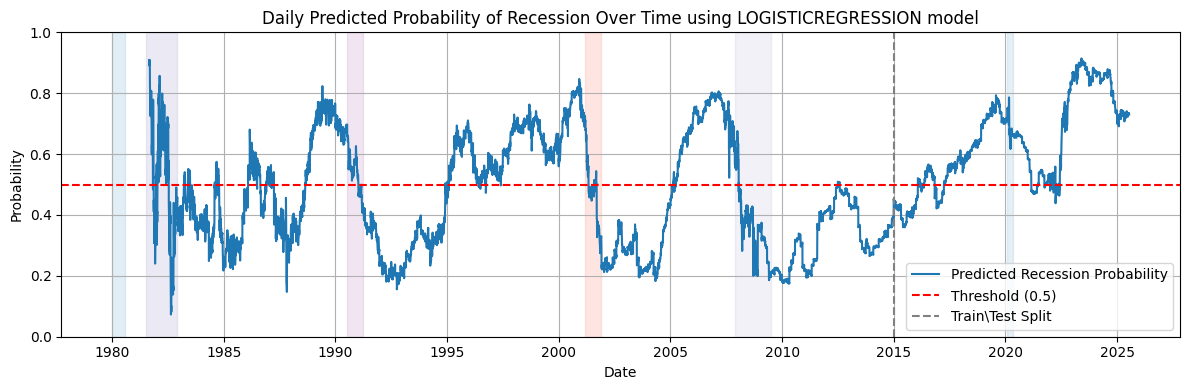 Daily Predicted Probability of Recession Over Time using LOGISTICREGRESSION model
1.0
0.8
0.6
0.4
0.2
0.0
Probability
1980 1985 1990 1995 2000 2005 2010 2015 2020 2025
Date
Predicted Recession Probability
Threshold (0.5)
Train\Test Split